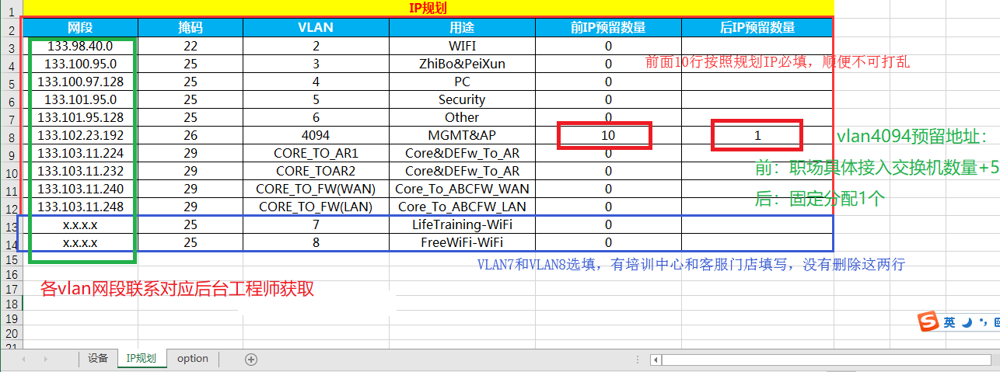 1 IP规划
2 网段 掩码 VLAN 用途 前IP预留数量 后IP预留数量
3 133.98.40.0 22 2 WIFI 0
4 133.100.95.0 25 3 ZhiBo&PeiXun 0
前面10行按照规划IP必填，顺便不可打乱
5 133.100.97.128 25 4 PC 0
6 133.101.95.0 25 5 Security 0
7 133.101.95.128 25 6 Other 0
8 133.102.23.192 26 4094 MGMT&AP 10 1
vlan4094预留地址：
9 133.103.11.224 29 CORE_TO_AR1 Core&DEFw_To_AR 0
前：职场具体接入交换机数量+5
10 133.103.11.232 29 CORE_TOAR2 Core&DEFw_To_AR 0
11 133.103.11.240 29 CORE_TO_FW(WAN) Core_To_ABCFW_WAN 0
后：固定分配1个
12 133.103.11.248 29 CORE_TO_FW(LAN) Core_To_ABCFW_LAN 0
13 x.x.x.x 25 7 LifeTraining-WiFi 0
14 x.x.x.x 25 8 FreeWiFi-WiFi 0
15
VLAN7和VLAN8选填，有培训中心和客服门店填写，没有删除这两行
16
17 各vlan网段联系对应后台工程师获取
18
19
S 英
20
21
设备 IP规划 option